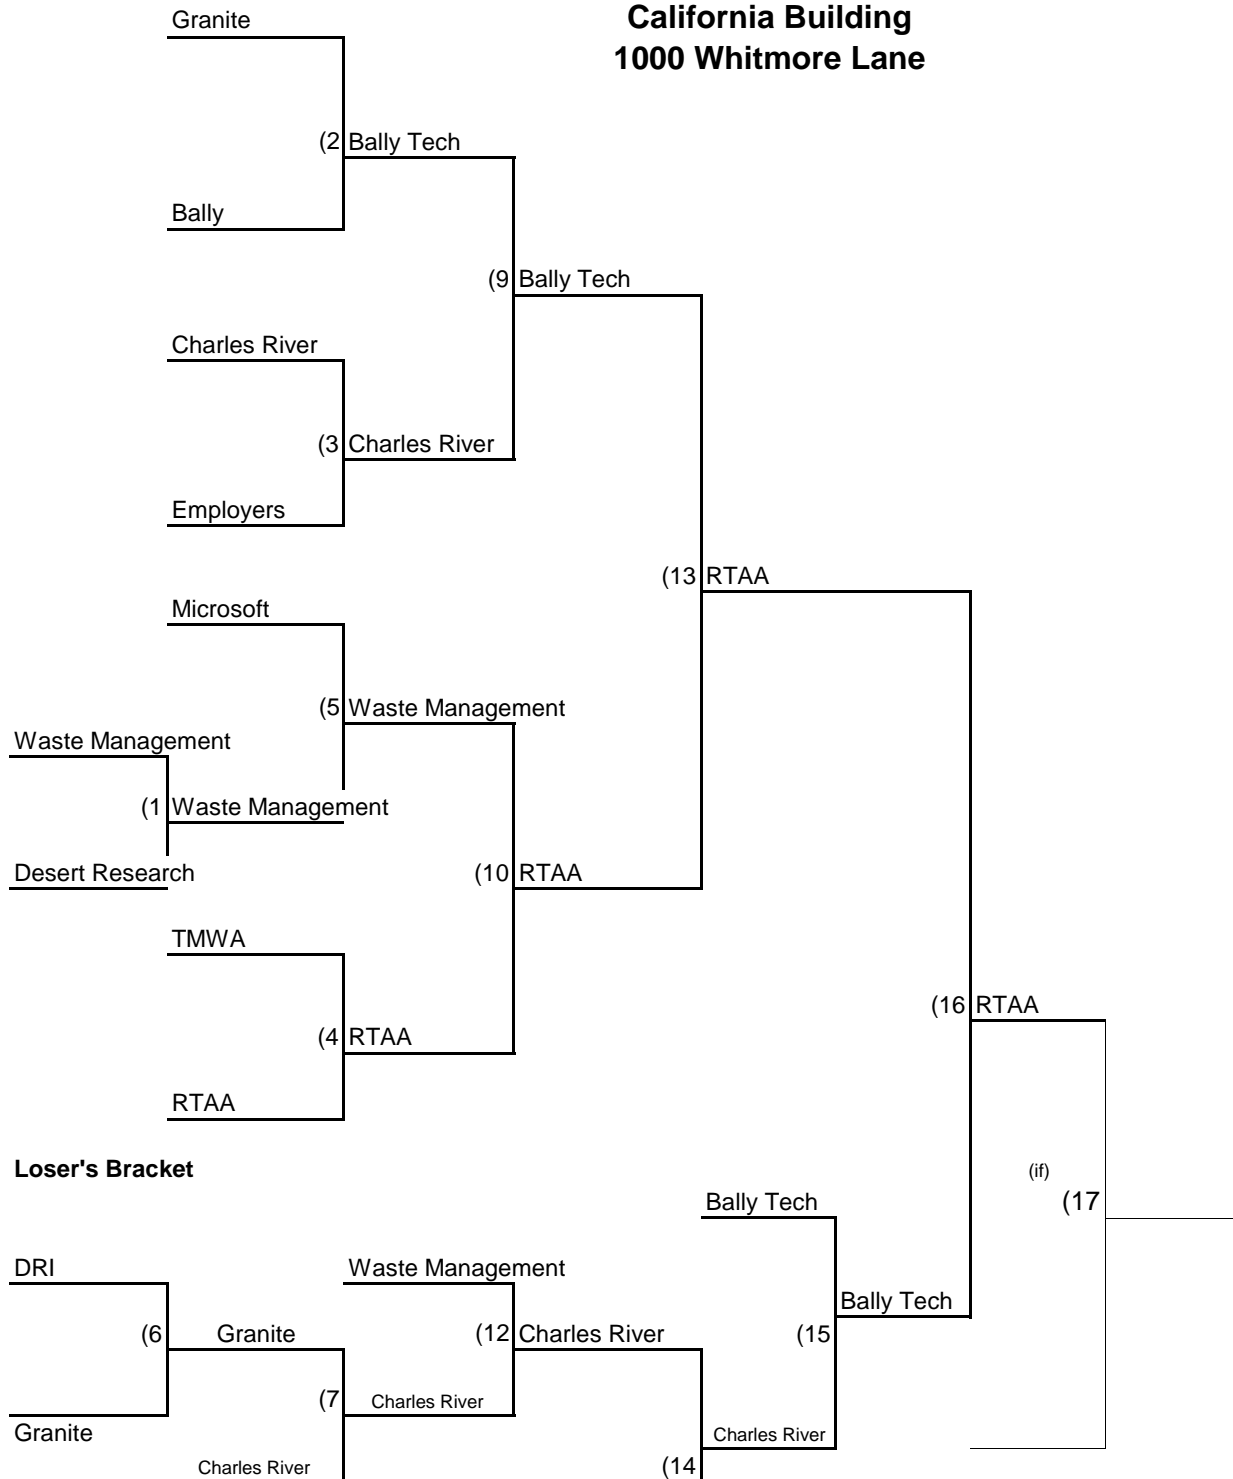 California Building
1000 Whitmore Lane
Granite
(2 Bally Tech
Bally
(9 Bally Tech
Charles River
(3 Charles River
Employers
(13 RTAA
Microsoft
(5 Waste Management
Waste Management
(1 Waste Management
Desert Research
(10 RTAA
TMWA
(16 RTAA
(4 RTAA
RTAA
Loser's Bracket
(if)
(17
Bally Tech
DRI
Waste Management
Bally Tech
(6 Granite
(12 Charles River
(15
(7 Charles River
Granite
Charles River
Charles River
(14